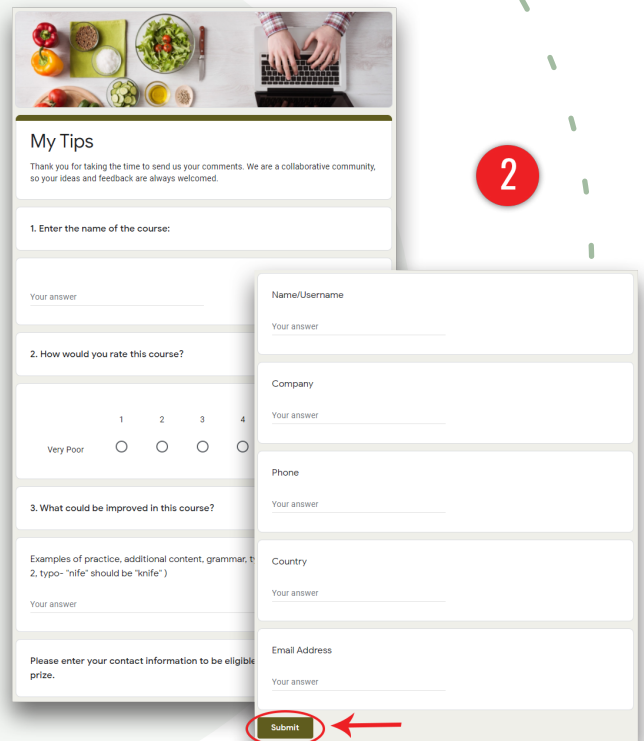 My Tips
Thank you for taking the time to send us your comments. We are a collaborative community,
so your ideas and feedback are always welcomed.
2
1. Enter the name of the course:
Your answer
2. How would you rate this course?
1 2 3 4
Very Poor
3. What could be improved in this course?
Examples of practice, additional content, grammar,
2, typo- "nife" should be "knife" )
Your answer
Please enter your contact information to be eligible
prize.
Name/Username
Your answer
Company
Your answer
Phone
Your answer
Country
Your answer
Email Address
Your answer
Submit